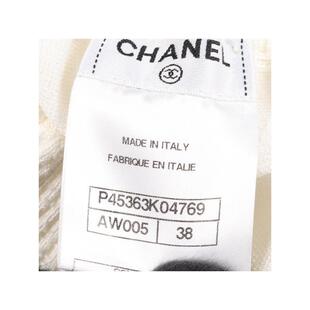 CHANEL
MADE IN ITALY
FABRIQUE EN ITALIE
P45363K04769
AW005 38